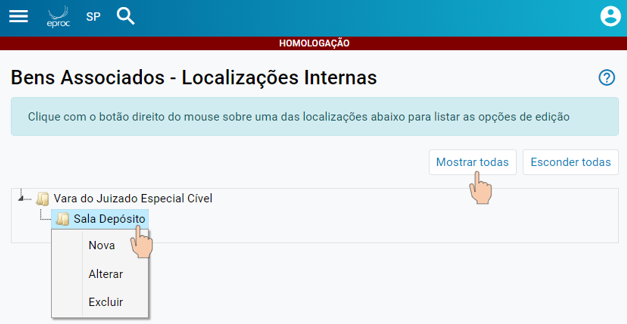 eproc
SP
HOMOLOGAÇÃO
Bens Associados - Localizações Internas
?
Clique com o botão direito do mouse sobre uma das localizações abaixo para listar as opções de edição
Mostrar todas Esconder todas
Vara do Juizado Especial Cível
Sala Depósito
Nova
Alterar
Excluir